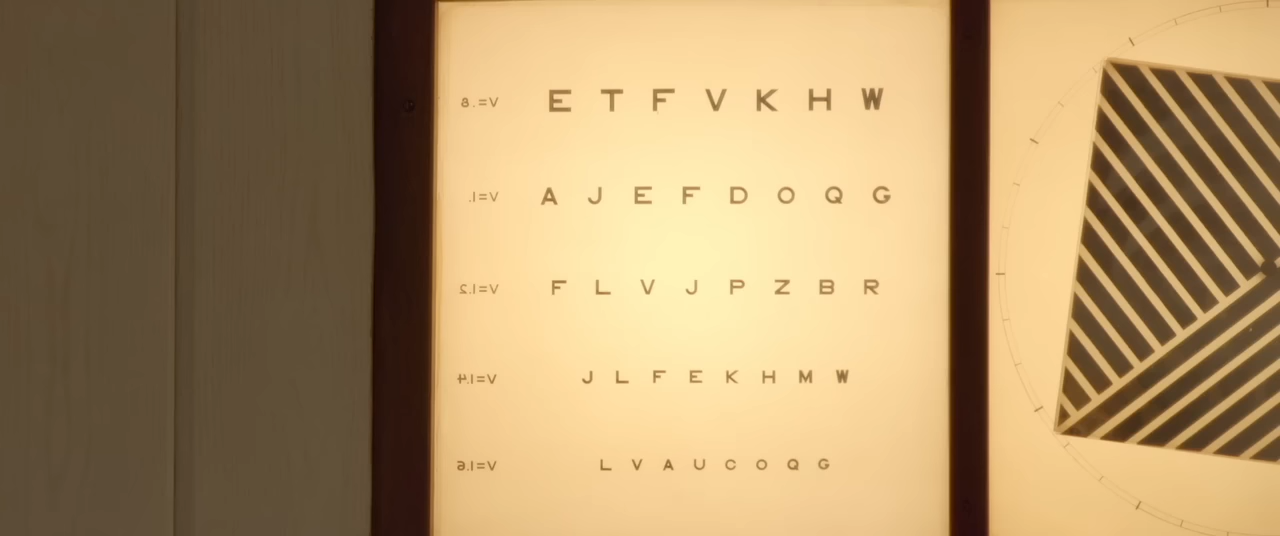 V=.8 E T F V K H W
V=1. A J E F D O Q G
V=1.2 F L V J P Z B R
V=1.4 J L F E K H M W
V=1.6 L V A U C O Q G